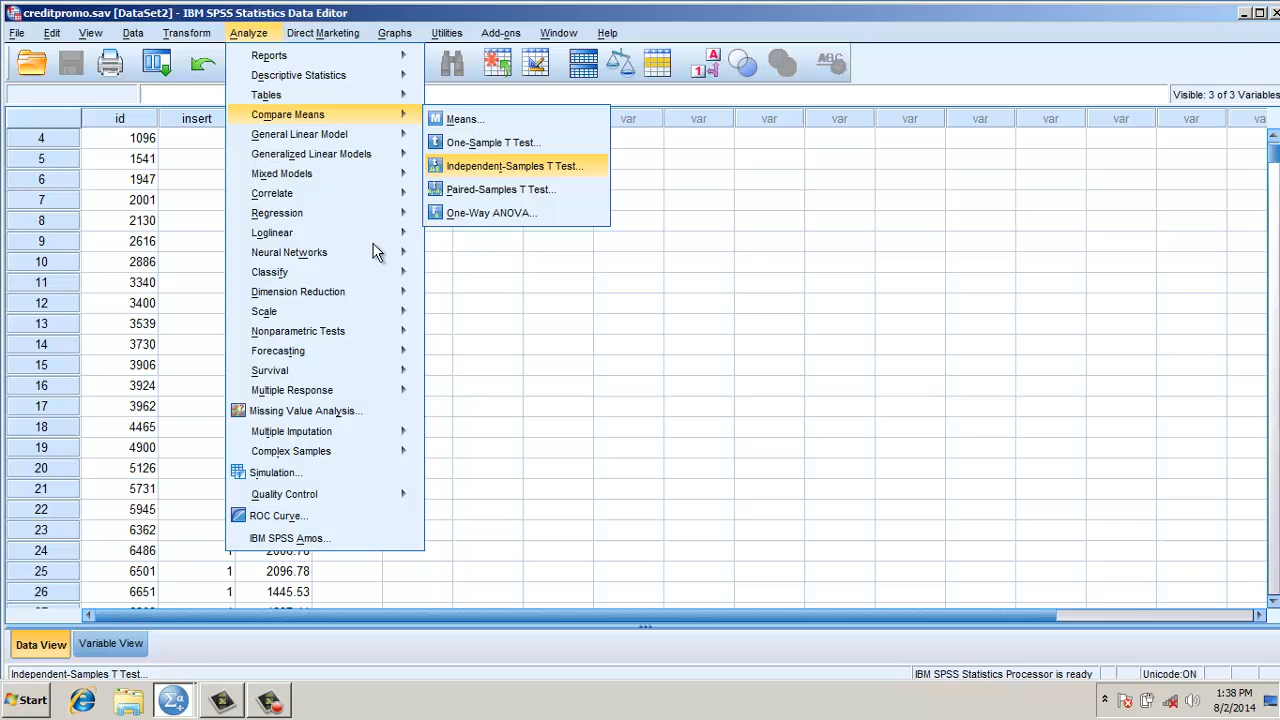 creditpromo.sav [DataSet2] - IBM SPSS Statistics Data Editor
File Edit View Data Transform Analyze Direct Marketing Graphs Utilities Add-ons Window Help
Visible: 3 of 3 Variables
id insert var var var var var var var var va
Reports
Descriptive Statistics
Tables
Compare Means
General Linear Model
Generalized Linear Models
Mixed Models
Correlate
Regression
Loglinear
Neural Networks
Classify
Dimension Reduction
Scale
Nonparametric Tests
Forecasting
Survival
Multiple Response
Missing Value Analysis...
Multiple Imputation
Complex Samples
Simulation...
Quality Control
ROC Curve...
IBM SPSS Amos...
Means...
One-Sample T Test...
Independent-Samples T Test...
Paired-Samples T Test...
One-Way ANOVA...
4 1096
5 1541
6 1947
7 2001
8 2130
9 2616
10 2886
11 3340
12 3400
13 3539
14 3730
15 3906
16 3924
17 3962
18 4465
19 4900
20 5126
21 5731
22 5945
23 6362
24 6486
25 6501 1 2096.78
26 6651 1 1445.53
Data View Variable View
Independent-Samples T Test... IBM SPSS Statistics Processor is ready Unicode:ON
Start
1:38 PM
8/2/2014